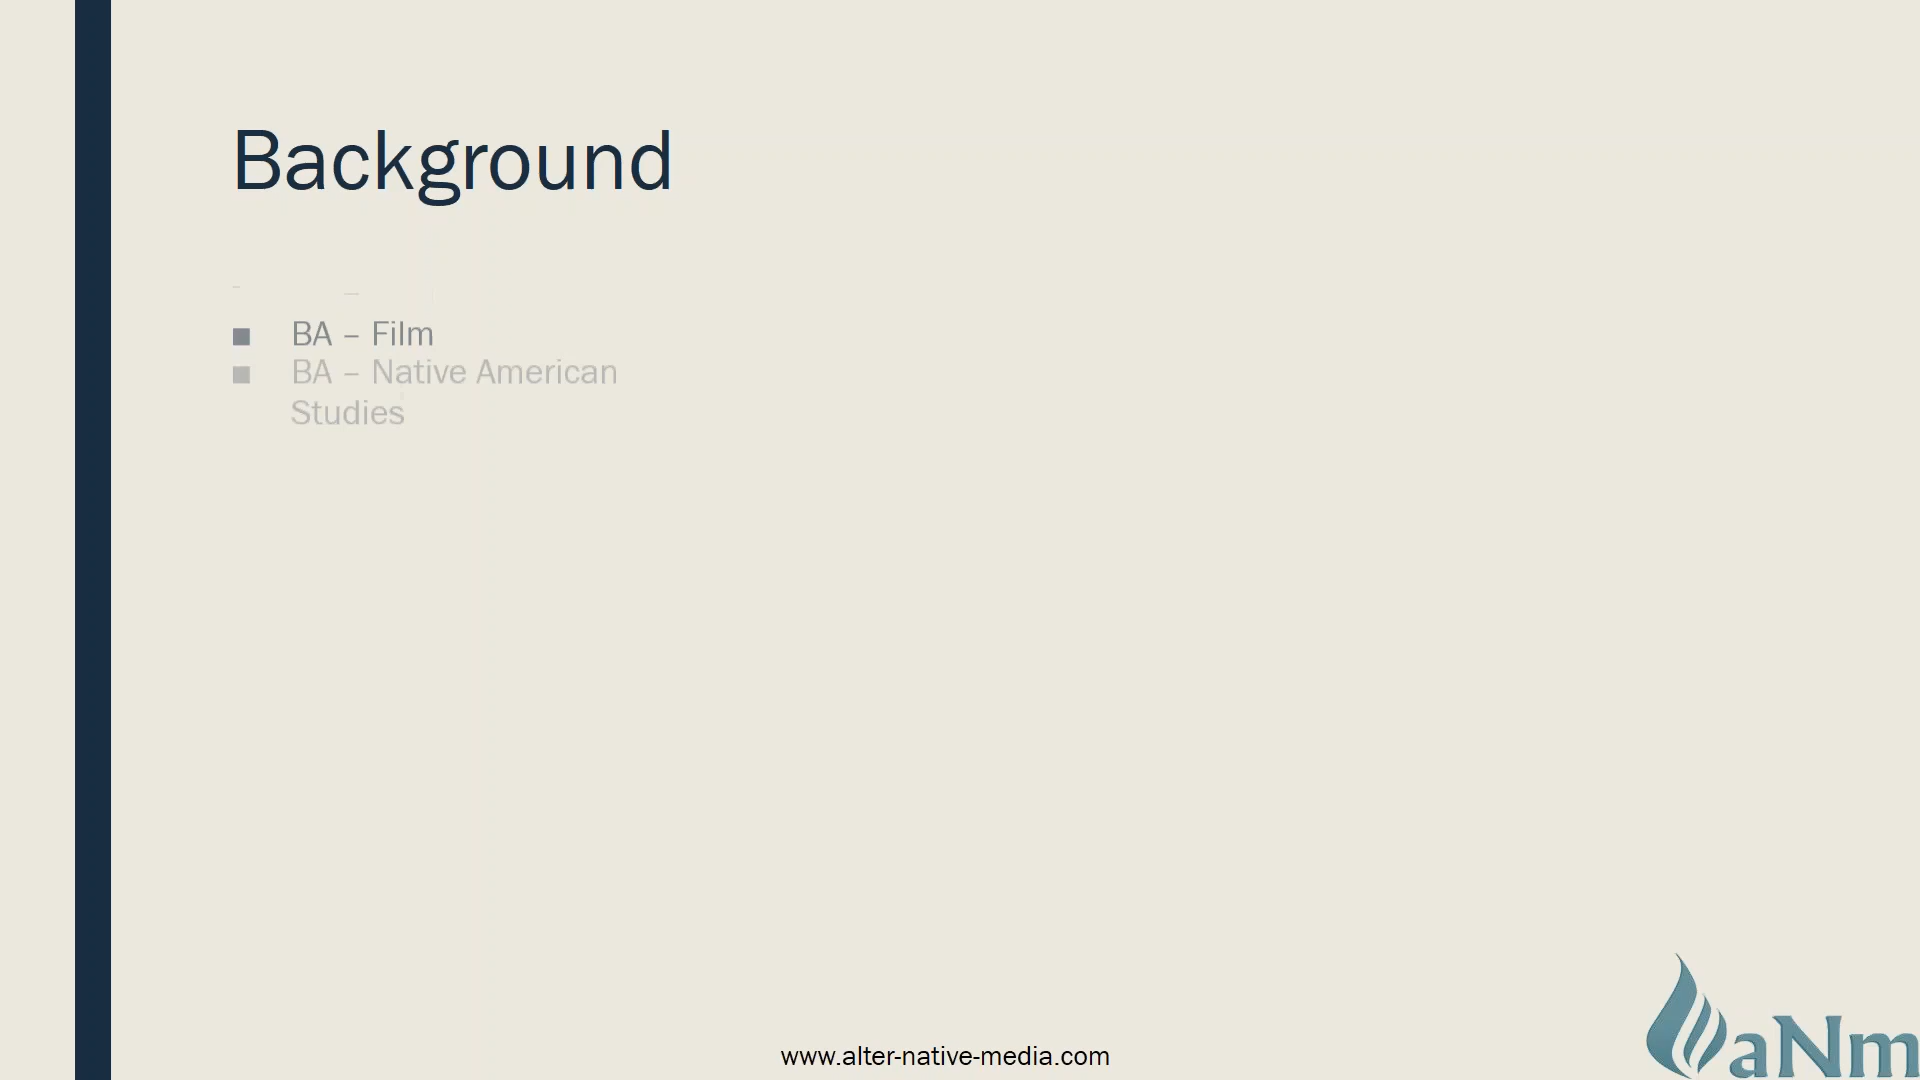 Background
■ BA – Film
■ BA – Native American
Studies
www.alter-native-media.com
aNm